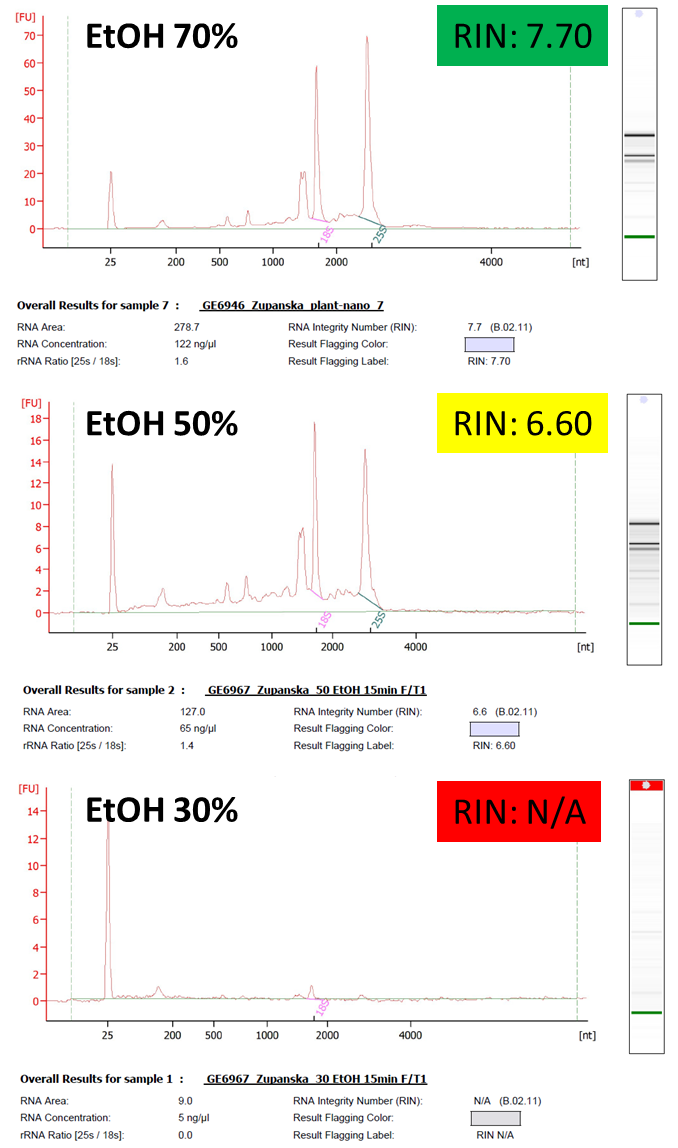 [FU]
EtOH 70%
RIN: 7.70
70
60
50
40
30
20
10
0
18S
25S
25 200 500 1000 2000 4000 [nt]
Overall Results for sample 7 : GE6946_Zupanska_plant-nano_7
RNA Area: 278.7 RNA Integrity Number (RIN): 7.7 (B.02.11)
RNA Concentration: 122 ng/µl Result Flagging Color:
rRNA Ratio [25s / 18s]: 1.6 Result Flagging Label: RIN: 7.70
[FU]
EtOH 50%
RIN: 6.60
18
16
14
12
10
8
6
4
2
0
18S
25S
25 200 500 1000 2000 4000 [nt]
Overall Results for sample 2 : GE6967_Zupanska_50 EtOH 15min F/T1
RNA Area: 127.0 RNA Integrity Number (RIN): 6.6 (B.02.11)
RNA Concentration: 65 ng/µl Result Flagging Color:
rRNA Ratio [25s / 18s]: 1.4 Result Flagging Label: RIN: 6.60
[FU]
EtOH 30%
RIN: N/A
14
12
10
8
6
4
2
0
18S
25 200 500 1000 2000 4000 [nt]
Overall Results for sample 1 : GE6967_Zupanska_30 EtOH 15min F/T1
RNA Area: 9.0 RNA Integrity Number (RIN): N/A (B.02.11)
RNA Concentration: 5 ng/µl Result Flagging Color:
rRNA Ratio [25s / 18s]: 0.0 Result Flagging Label: RIN N/A